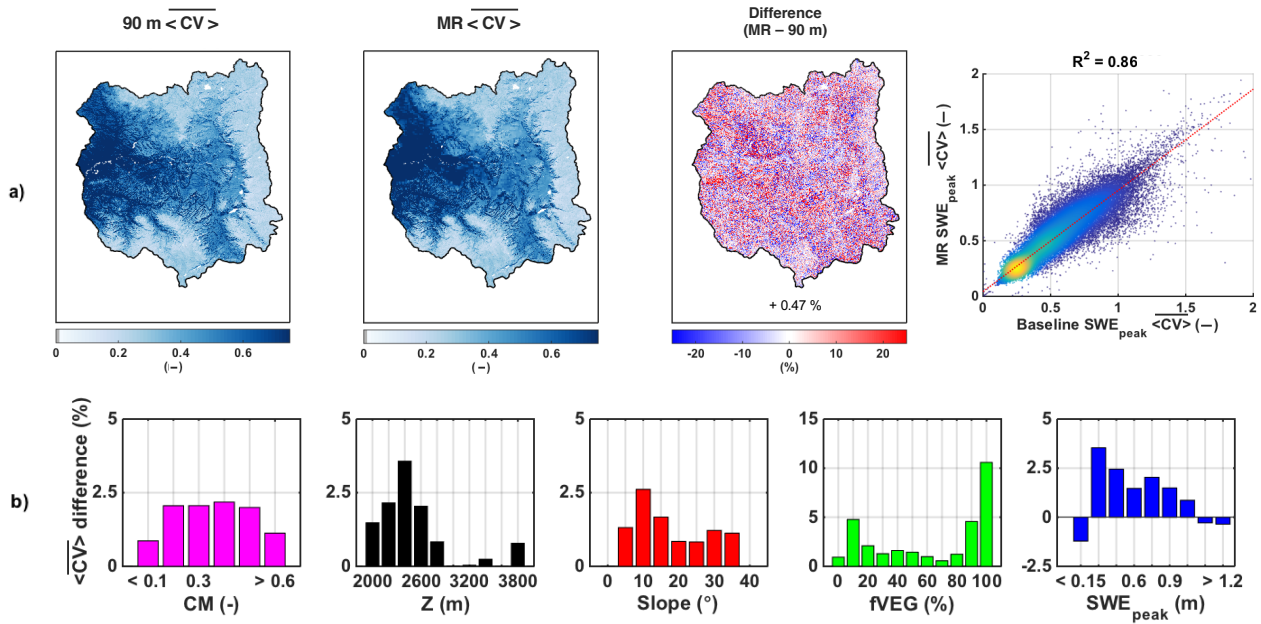 90 m < CV >
MR < CV >
Difference
(MR – 90 m)
R² = 0.86
a)
+ 0.47 %
0 0.2 0.4 0.6
(–)
0 0.2 0.4 0.6
(–)
-20 -10 0 10 20
(%)
2
1.5
1
0.5
0
MR SWEpeak <CV> (–)
0 0.5 1 1.5 2
Baseline SWEpeak <CV> (–)
b)
<CV> difference (%)
5
2.5
0
< 0.1 0.3 > 0.6
CM (-)
5
2.5
0
2000 2600 3200 3800
Z (m)
5
2.5
0
0 10 20 30 40
Slope (°)
15
10
5
0
0 20 40 60 80 100
fVEG (%)
5
2.5
0
-2.5
< 0.15 0.6 0.9 > 1.2
SWEpeak (m)